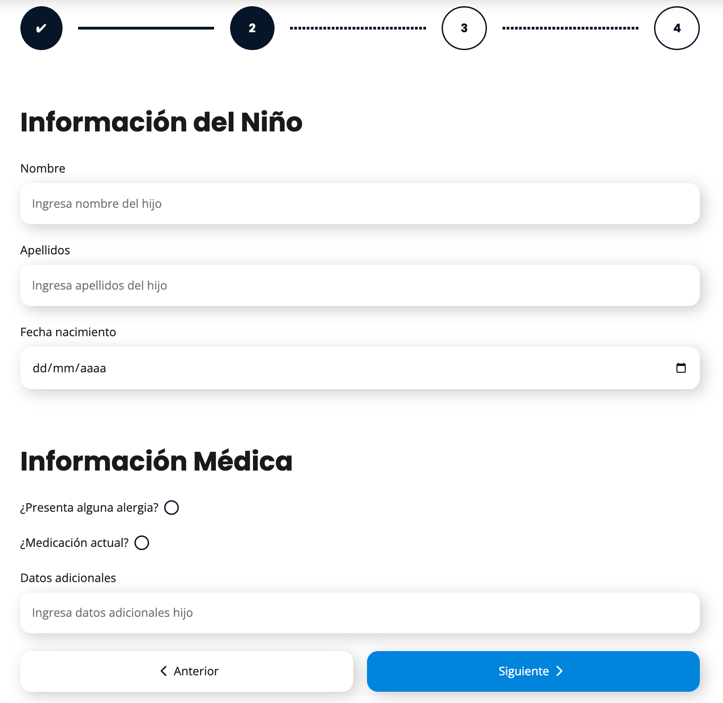 ✔ 2 3 4
Información del Niño
Nombre
Ingresa nombre del hijo
Apellidos
Ingresa apellidos del hijo
Fecha nacimiento
dd/mm/aaaa
Información Médica
¿Presenta alguna alergia?
¿Medicación actual?
Datos adicionales
Ingresa datos adicionales hijo
Anterior Siguiente